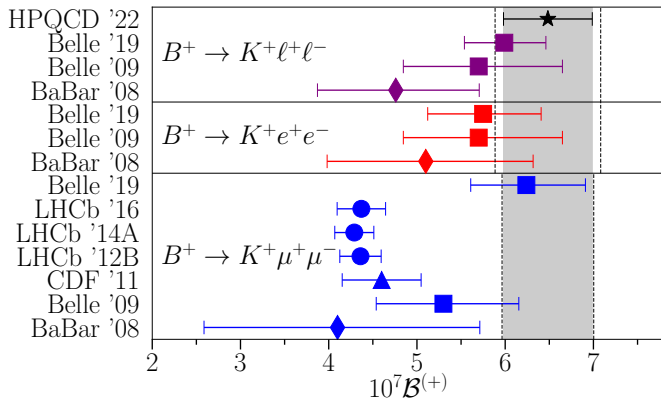 HPQCD '22
Belle '19
B⁺ → K⁺ℓ⁺ℓ⁻
Belle '09
BaBar '08
Belle '19
B⁺ → K⁺e⁺e⁻
Belle '09
BaBar '08
Belle '19
LHCb '16
LHCb '14A
LHCb '12B
B⁺ → K⁺μ⁺μ⁻
CDF '11
Belle '09
BaBar '08
2 3 4 5 6 7
10⁷ℬ⁽⁺⁾